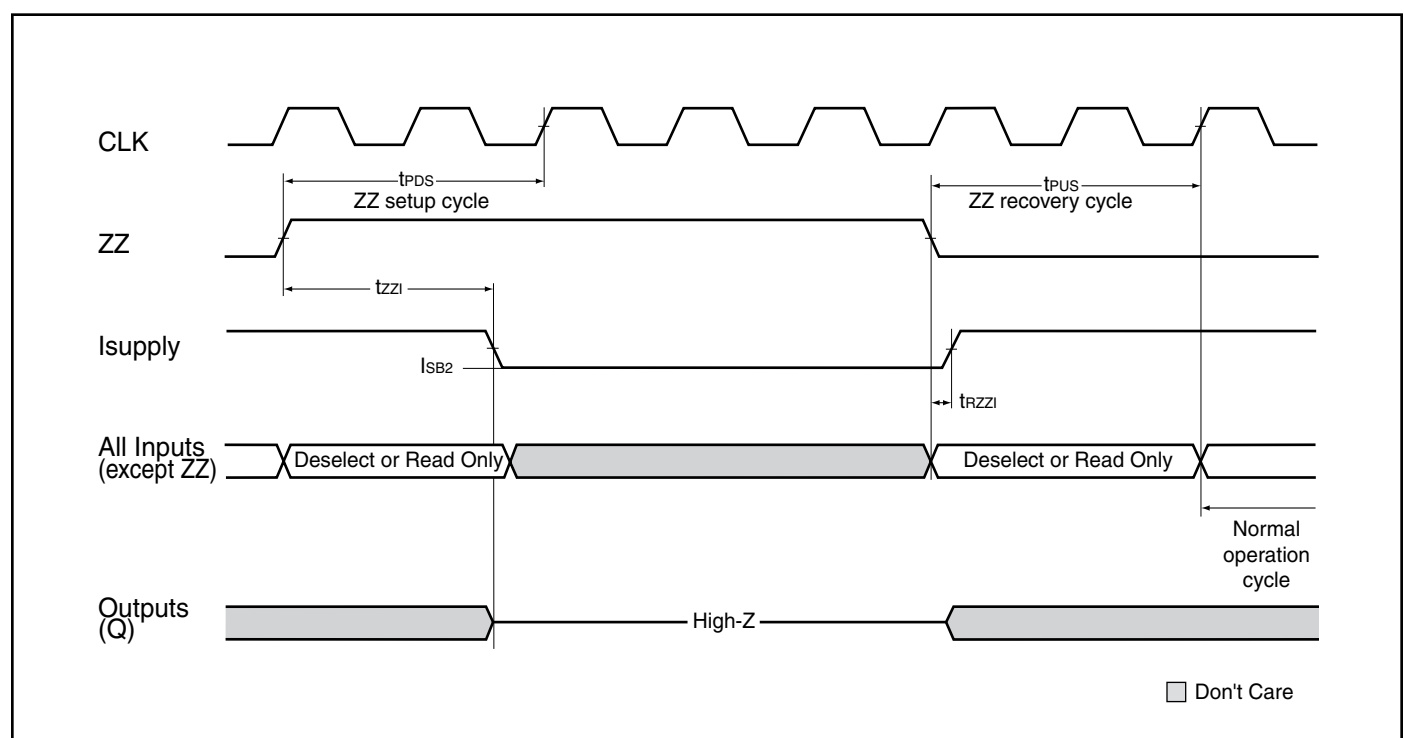 CLK
tPDS
ZZ setup cycle
tPUS
ZZ recovery cycle
ZZ
tZZI
Isupply
ISB2
tRZZI
All Inputs
(except ZZ)
Deselect or Read Only
Deselect or Read Only
Normal
operation
cycle
Outputs
(Q)
High-Z
Don't Care